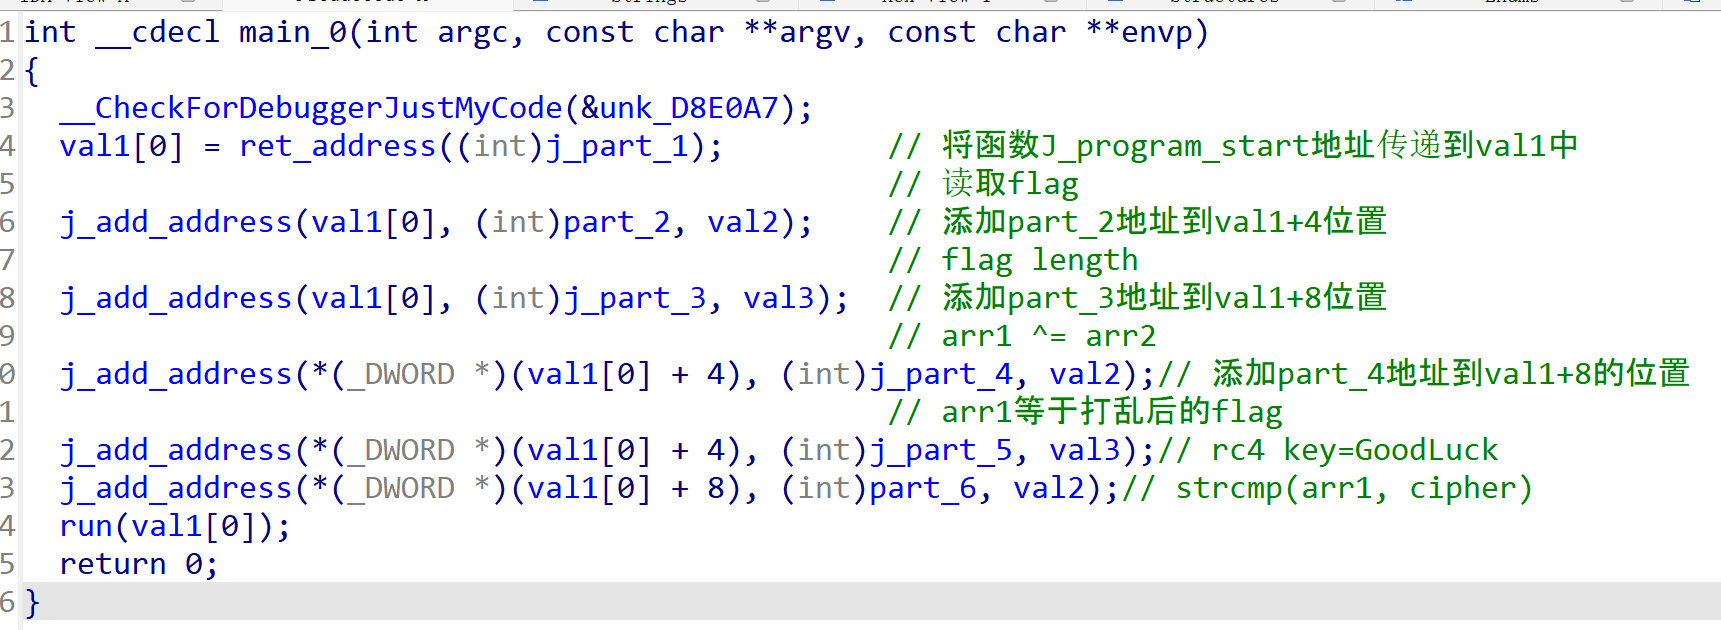 1 int __cdecl main_0(int argc, const char **argv, const char **envp)
2 {
3 __CheckForDebuggerJustMyCode(&unk_D8E0A7);
4 val1[0] = ret_address((int)j_part_1); // 将函数J_program_start地址传递到val1中
5 // 读取flag
6 j_add_address(val1[0], (int)part_2, val2); // 添加part_2地址到val1+4位置
7 // flag length
8 j_add_address(val1[0], (int)j_part_3, val3); // 添加part_3地址到val1+8位置
9 // arr1 ^= arr2
0 j_add_address(*(_DWORD *)(val1[0] + 4), (int)j_part_4, val2);// 添加part_4地址到val1+8的位置
1 // arr1等于打乱后的flag
2 j_add_address(*(_DWORD *)(val1[0] + 4), (int)j_part_5, val3);// rc4 key=GoodLuck
3 j_add_address(*(_DWORD *)(val1[0] + 8), (int)part_6, val2);// strcmp(arr1, cipher)
4 run(val1[0]);
5 return 0;
6 }